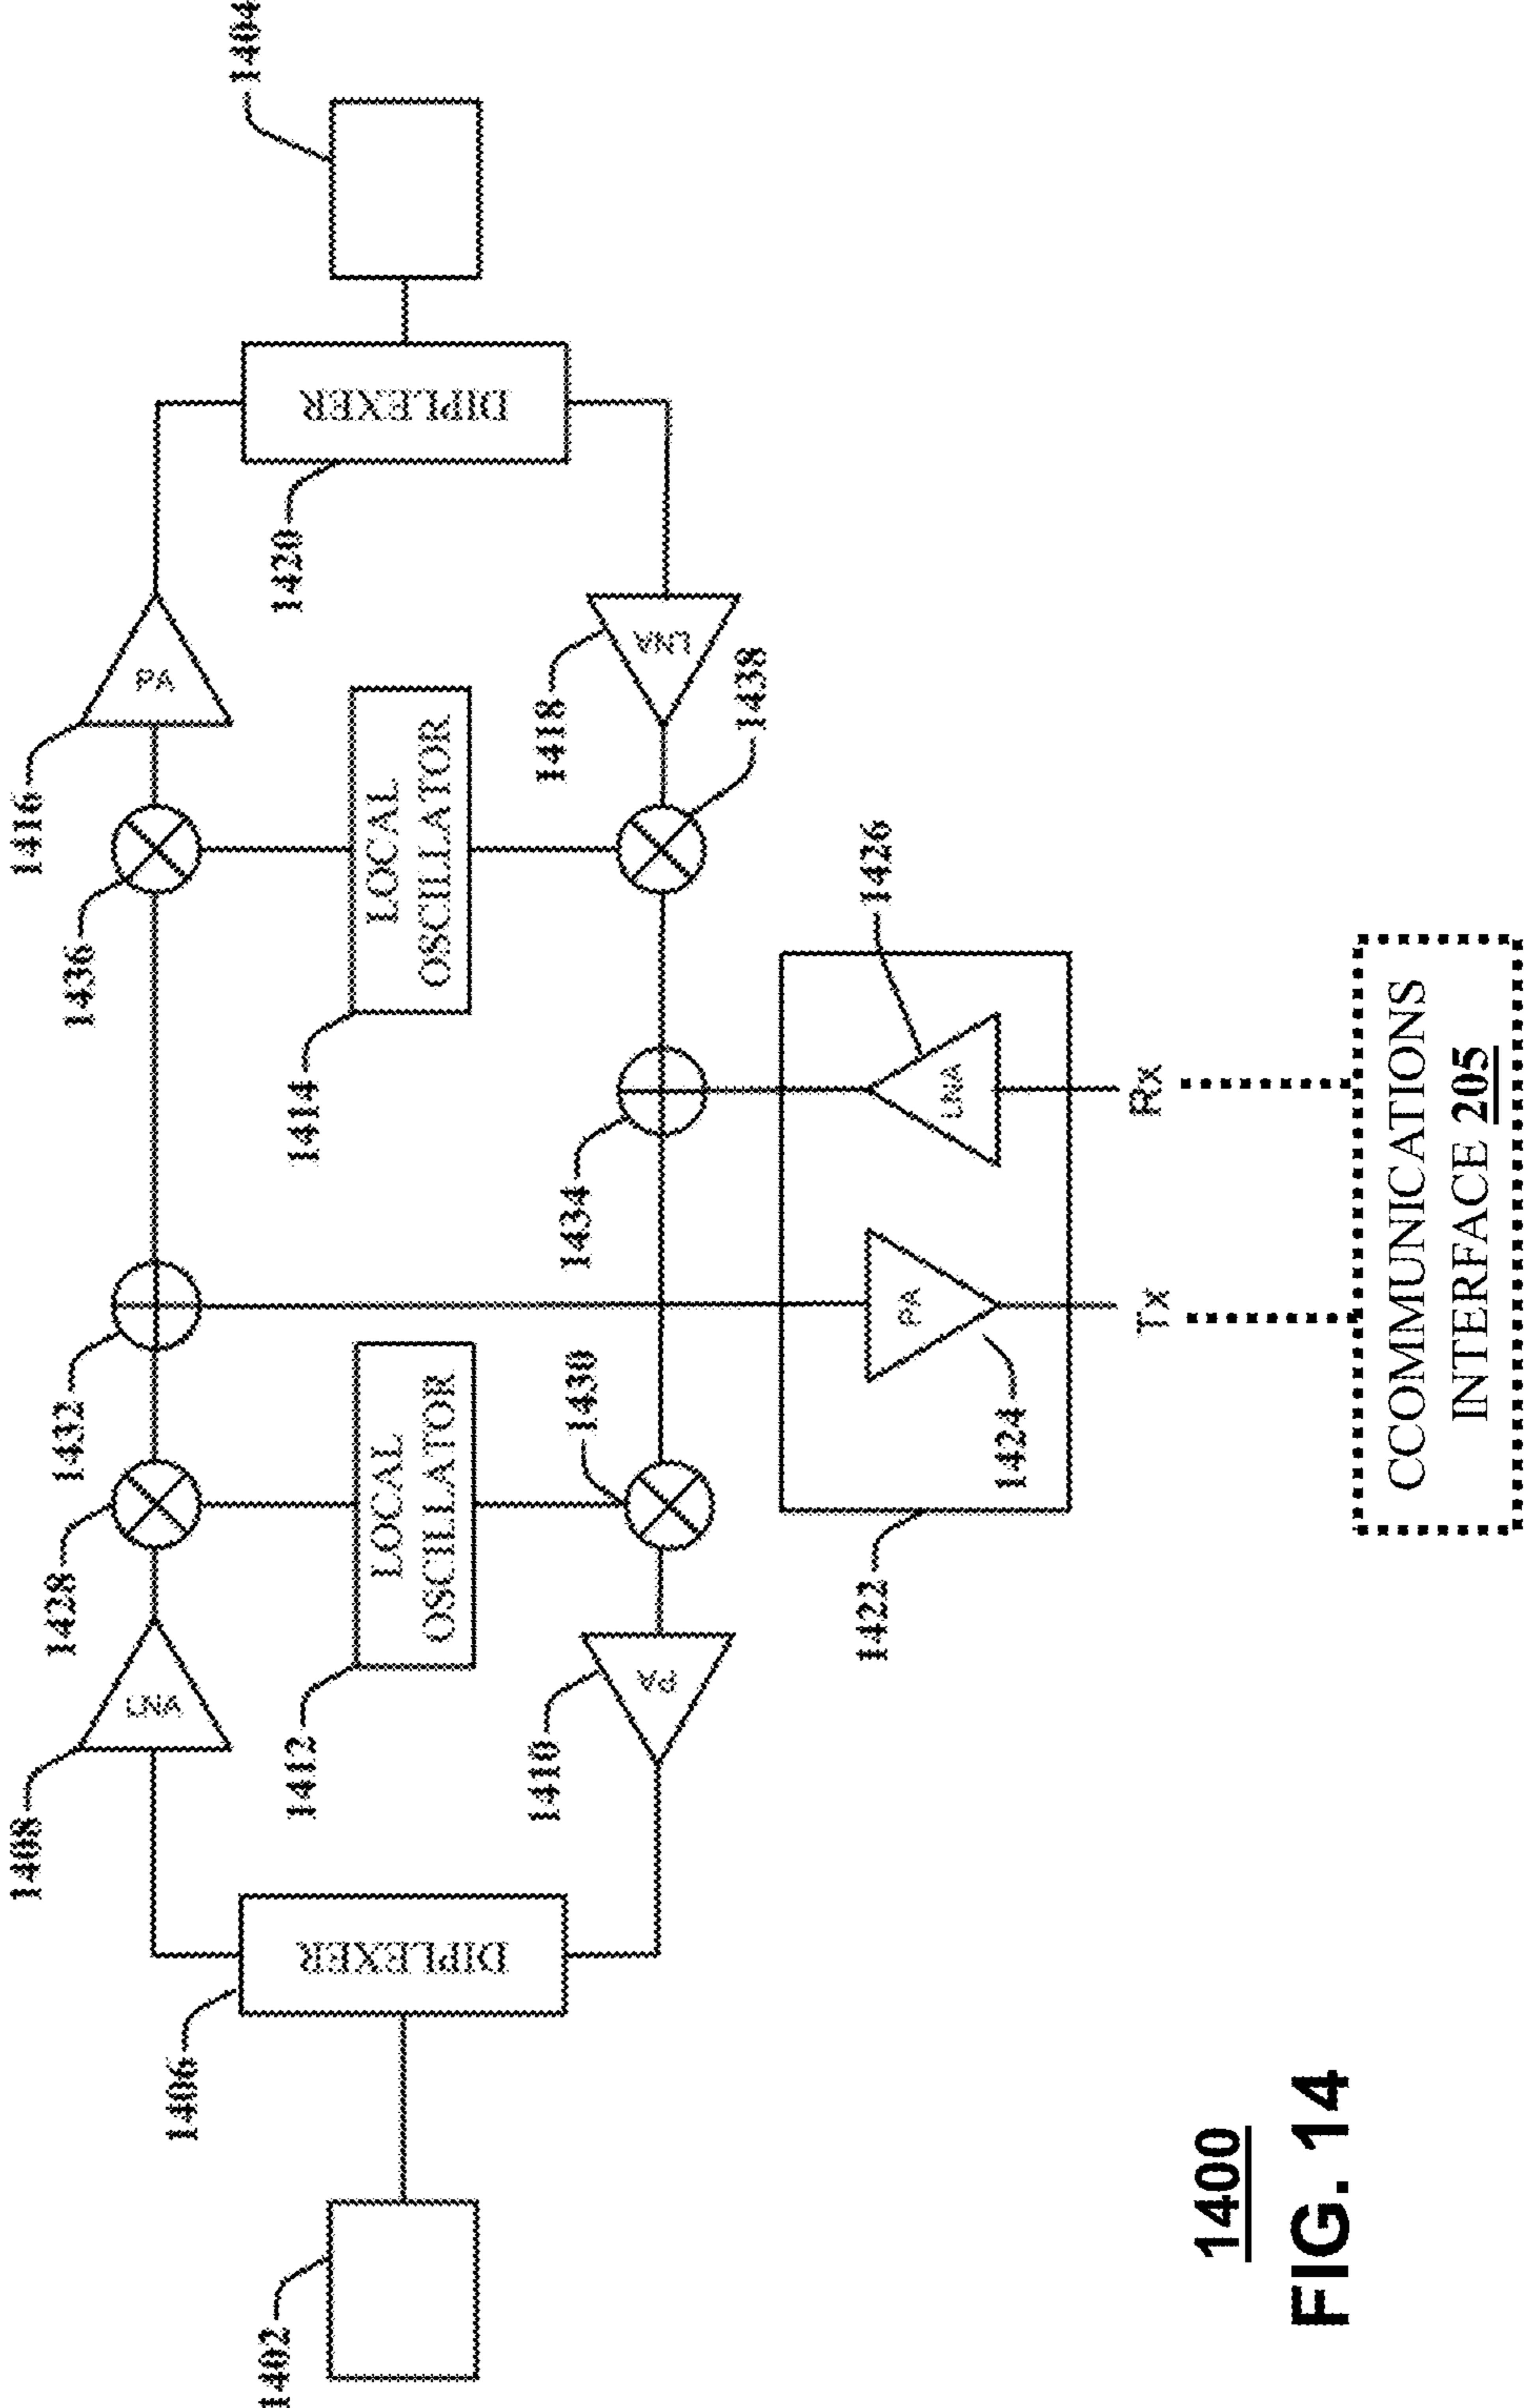 1408
LNA
1428
1432
1436
1416
PA
1404
1406
DIPLEXER
1412
LOCAL
OSCILLATOR
1414
LOCAL
OSCILLATOR
1420
DIPLEXER
1402
1410
PA
1430
1434
1418
LNA
1438
1422
1424
PA
LNA
1426
Tx
Rx
CCOMMUNICATIONS
INTERFACE 205
1400
FIG. 14